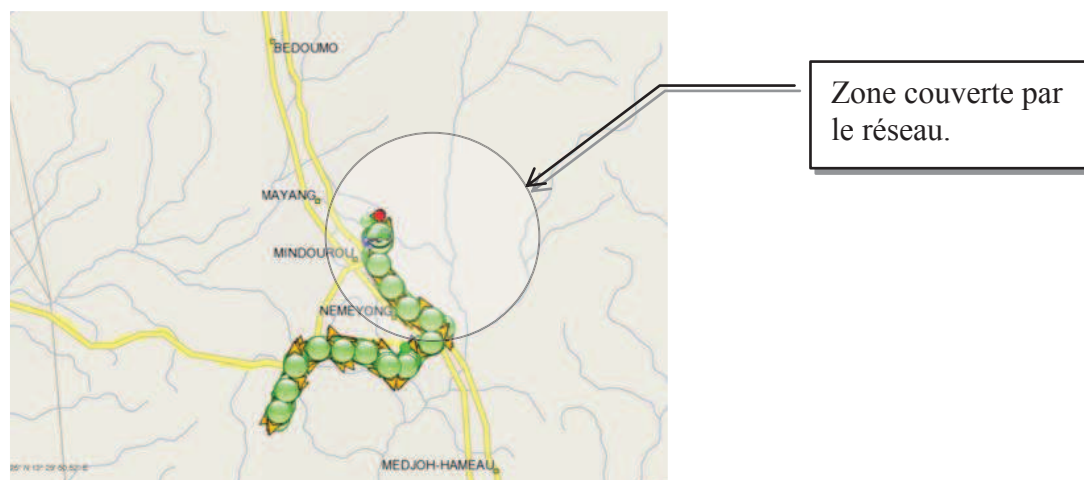 BEDOUMO
Zone couverte par
le réseau.
MAYANG
MINDOUROU
NEMEYONG
MEDJOH-HAMEAU